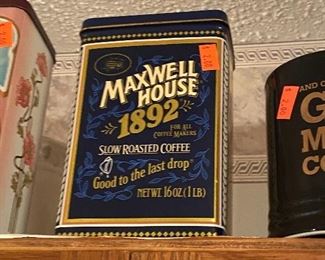 MAXWELL
HOUSE
1892
FOR ALL
COFFEE MAKERS
SLOW ROASTED COFFEE
Good to the last drop
NET WT. 16 OZ. (1 LB)
AND